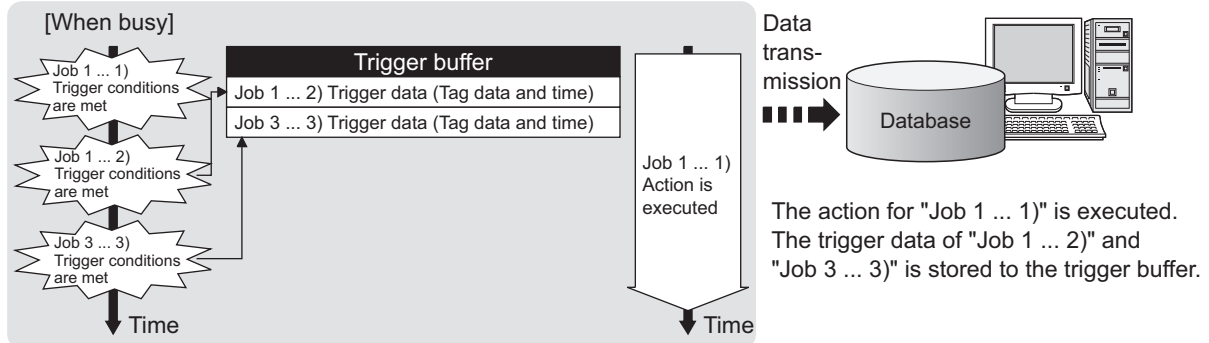 [When busy]
Job 1 ... 1)
Trigger conditions
are met
Job 1 ... 2)
Trigger conditions
are met
Job 3 ... 3)
Trigger conditions
are met
Time
Trigger buffer
Job 1 ... 2) Trigger data (Tag data and time)
Job 3 ... 3) Trigger data (Tag data and time)
Job 1 ... 1)
Action is
executed
Time
Data
trans-
mission
Database
The action for "Job 1 ... 1)" is executed.
The trigger data of "Job 1 ... 2)" and
"Job 3 ... 3)" is stored to the trigger buffer.